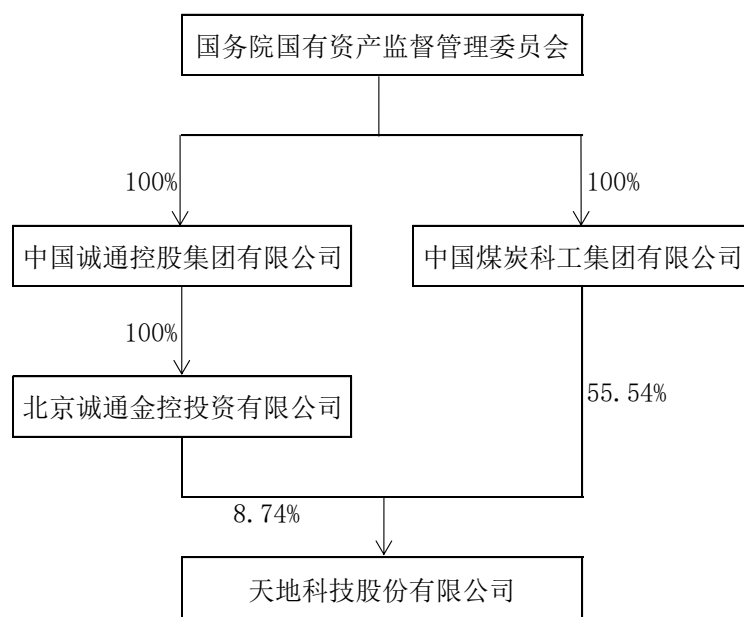 国务院国有资产监督管理委员会
100%
100%
中国诚通控股集团有限公司
中国煤炭科工集团有限公司
100%
北京诚通金控投资有限公司
55.54%
8.74%
天地科技股份有限公司